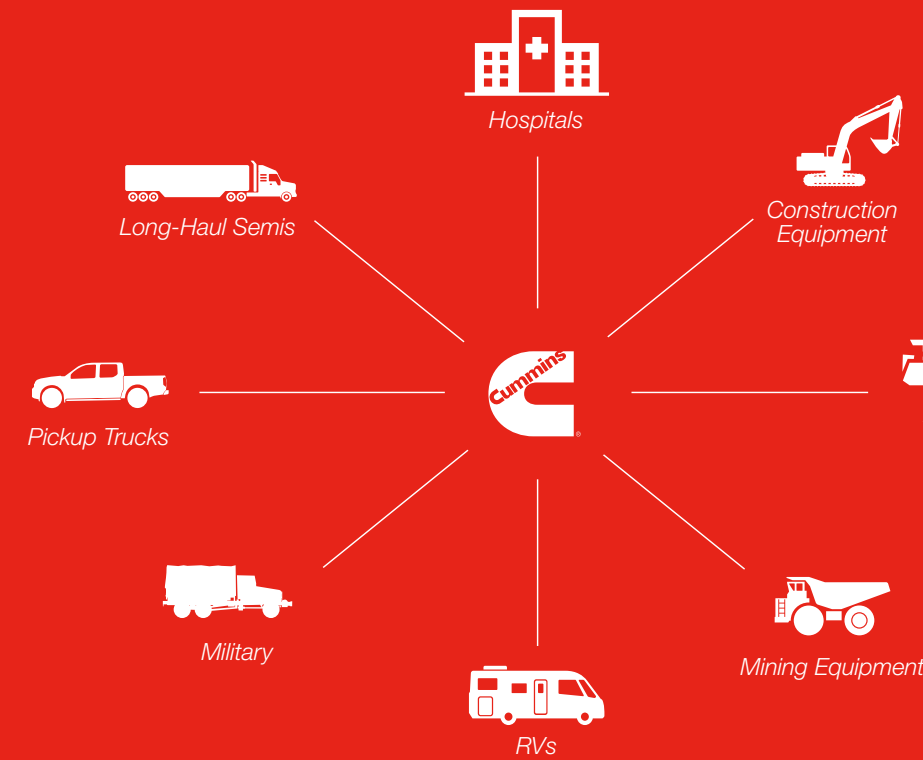 Hospitals
Construction
Equipment
Long-Haul Semis
Cummins
®
Pickup Trucks
Military
Mining Equipment
RVs